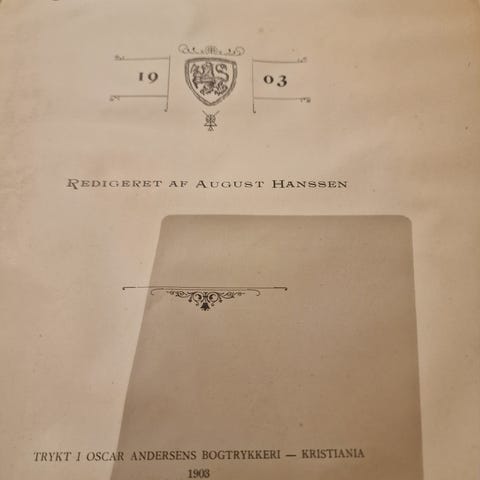 19 03
REDIGERET AF AUGUST HANSSEN
TRYKT I OSCAR ANDERSENS BOGTRYKKERI — KRISTIANIA
1903